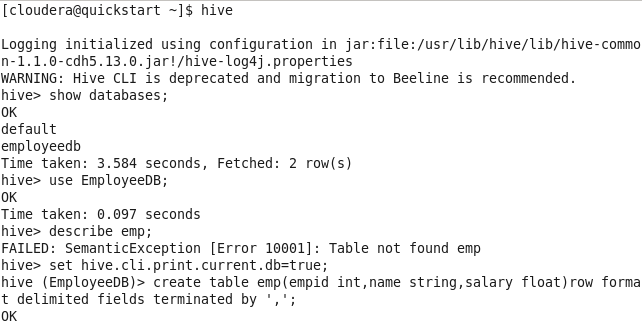 [cloudera@quickstart ~]$ hive
Logging initialized using configuration in jar:file:/usr/lib/hive/lib/hive-commo
n-1.1.0-cdh5.13.0.jar!/hive-log4j.properties
WARNING: Hive CLI is deprecated and migration to Beeline is recommended.
hive> show databases;
OK
default
employeedb
Time taken: 3.584 seconds, Fetched: 2 row(s)
hive> use EmployeeDB;
OK
Time taken: 0.097 seconds
hive> describe emp;
FAILED: SemanticException [Error 10001]: Table not found emp
hive> set hive.cli.print.current.db=true;
hive (EmployeeDB)> create table emp(empid int,name string,salary float)row forma
t delimited fields terminated by ',';
OK